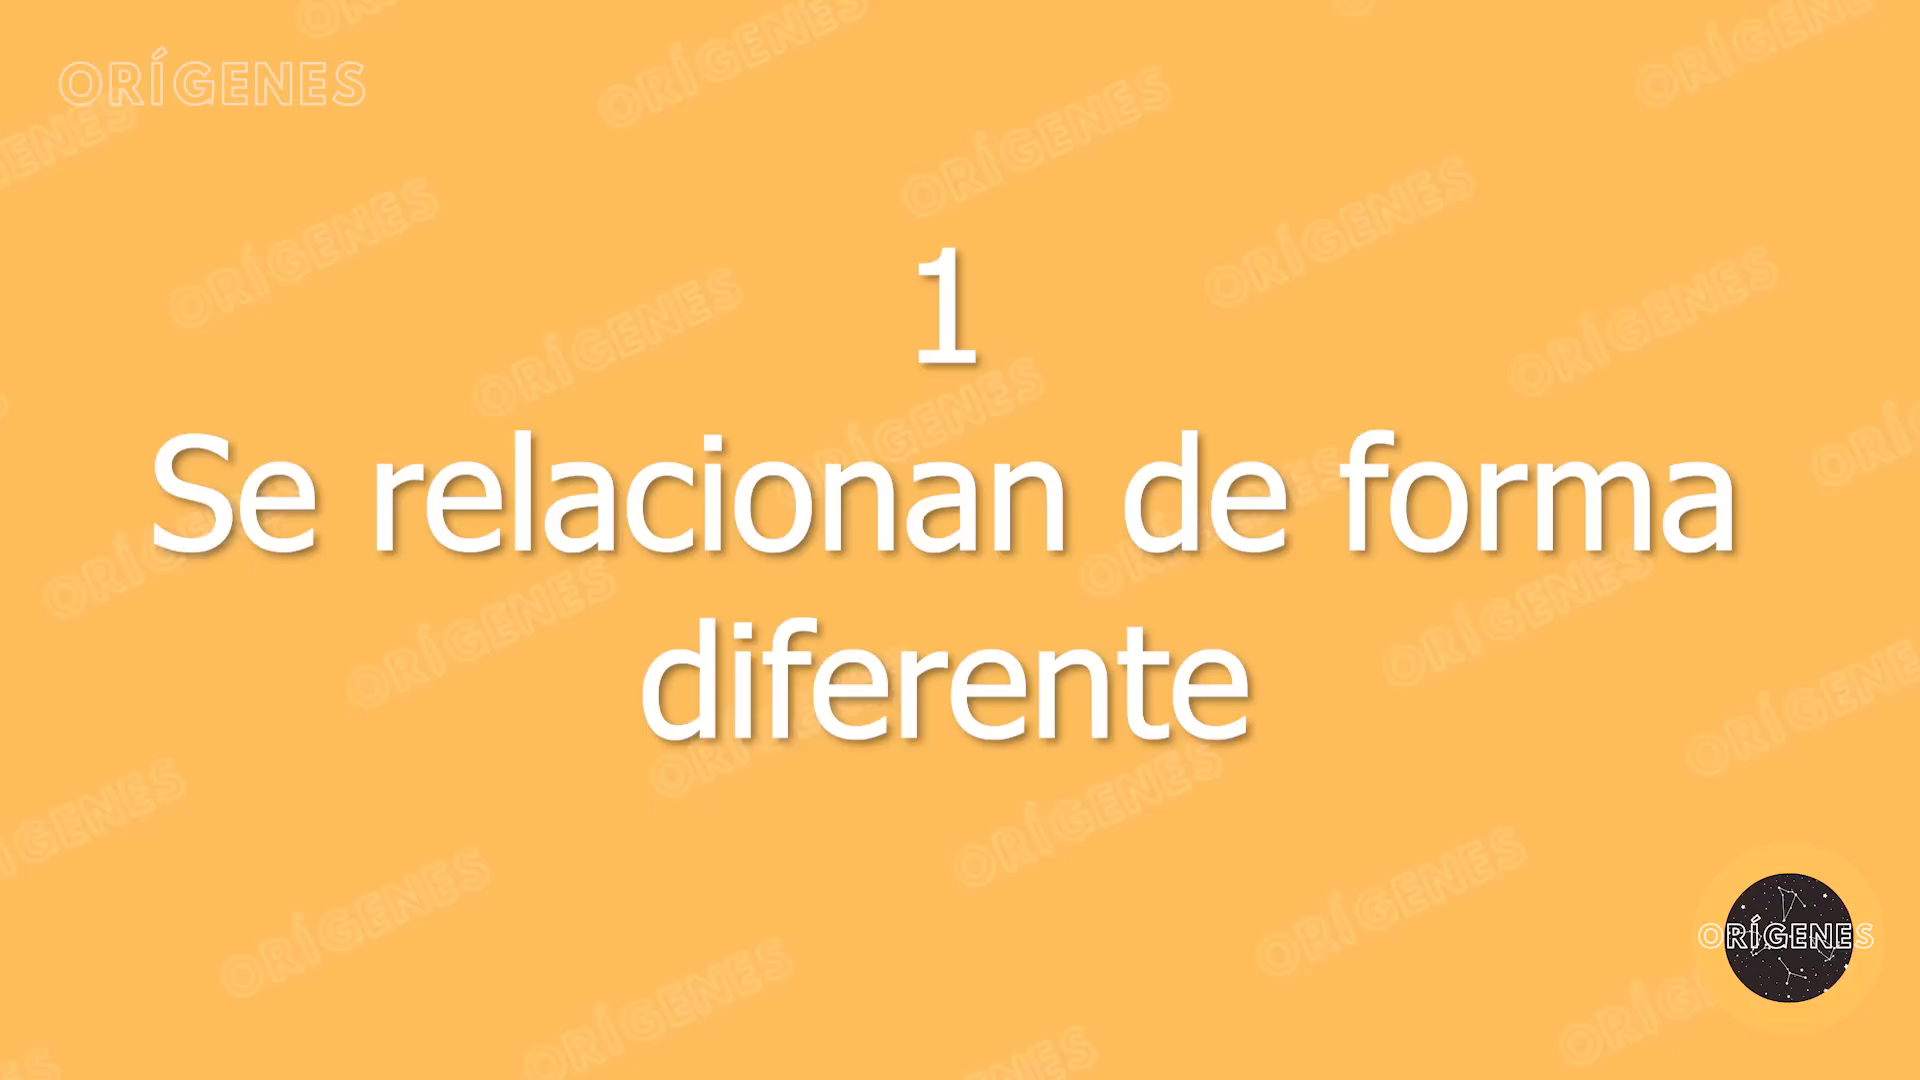 ORÍGENES
1
Se relacionan de forma
diferente
ORÍGENES